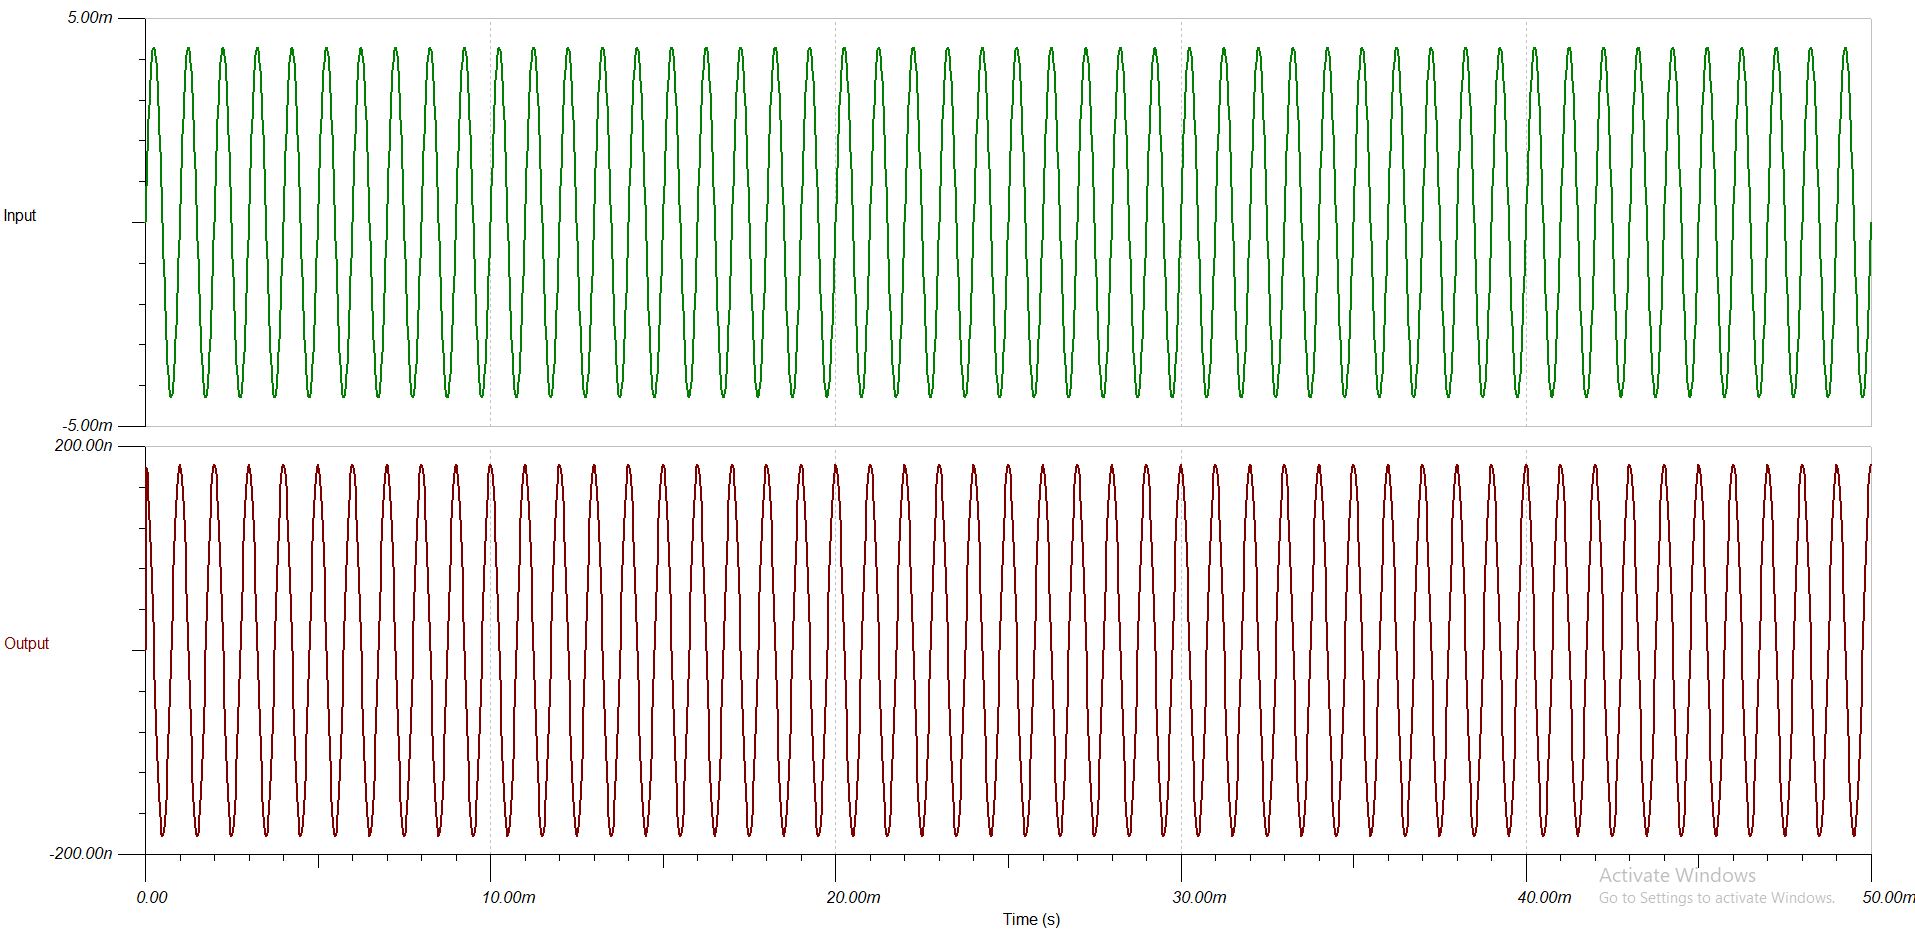 5.00m
Input
-5.00m
200.00n
Output
-200.00n
0.00 10.00m 20.00m 30.00m 40.00m 50.00m
Time (s)
Activate Windows
Go to Settings to activate Windows.